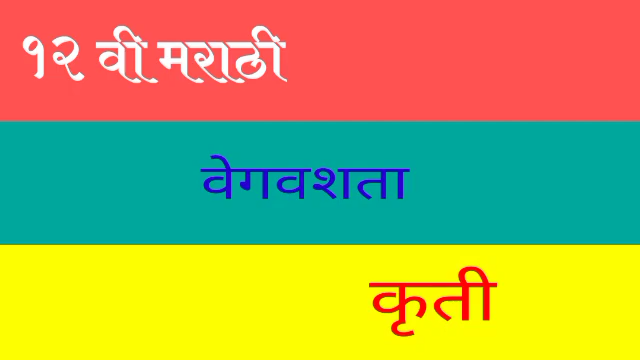 १२ वी मराठी
वेगवशता
कृती